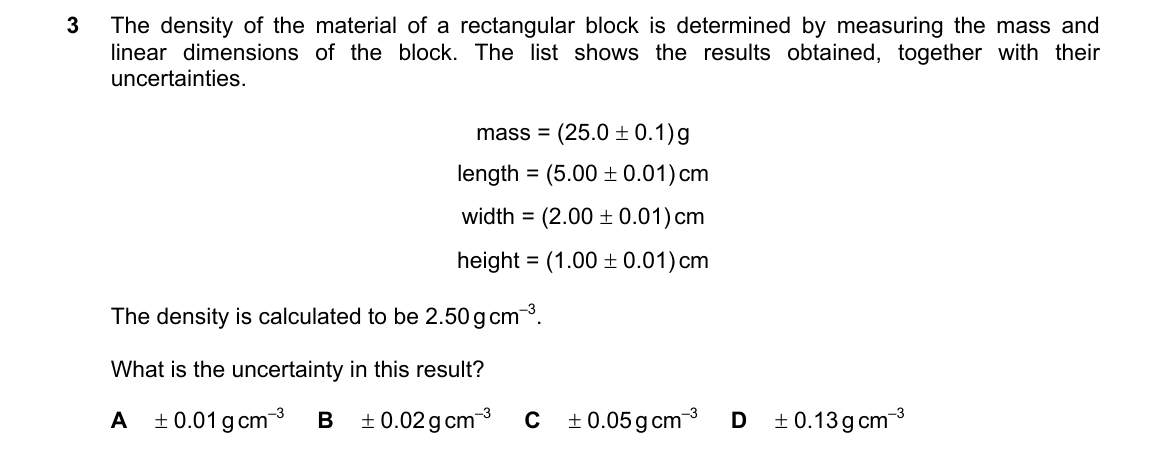 3 The density of the material of a rectangular block is determined by measuring the mass and
linear dimensions of the block. The list shows the results obtained, together with their
uncertainties.
mass = (25.0 ± 0.1) g
length = (5.00 ± 0.01) cm
width = (2.00 ± 0.01) cm
height = (1.00 ± 0.01) cm
The density is calculated to be 2.50 g cm⁻³.
What is the uncertainty in this result?
A ± 0.01 g cm⁻³ B ± 0.02 g cm⁻³ C ± 0.05 g cm⁻³ D ± 0.13 g cm⁻³